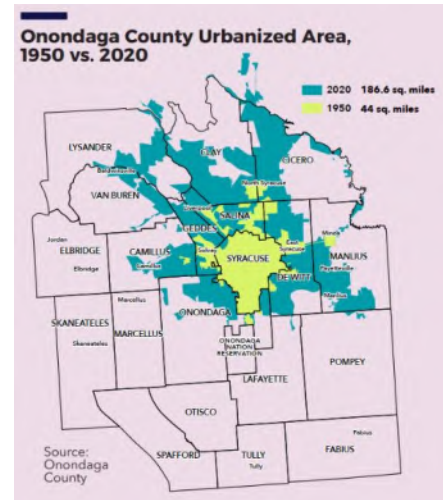 Onondaga County Urbanized Area,
1950 vs. 2020
2020 186.6 sq. miles
1950 44 sq. miles
LYSANDER
CLAY
CICERO
Baldwinsville
VAN BUREN
North Syracuse
Liverpool
SALINA
GEDDES
Jordan
ELBRIDGE
Elbridge
CAMILLUS
Camillus
Solvay
SYRACUSE
East
Syracuse
Minoa
MANLIUS
Fayetteville
DE WITT
Manlius
Marcellus
SKANEATELES
Skaneateles
MARCELLUS
ONONDAGA
ONONDAGA
NATION
RESERVATION
LAFAYETTE
POMPEY
OTISCO
SPAFFORD
TULLY
Tully
Fabius
FABIUS
Source:
Onondaga
County